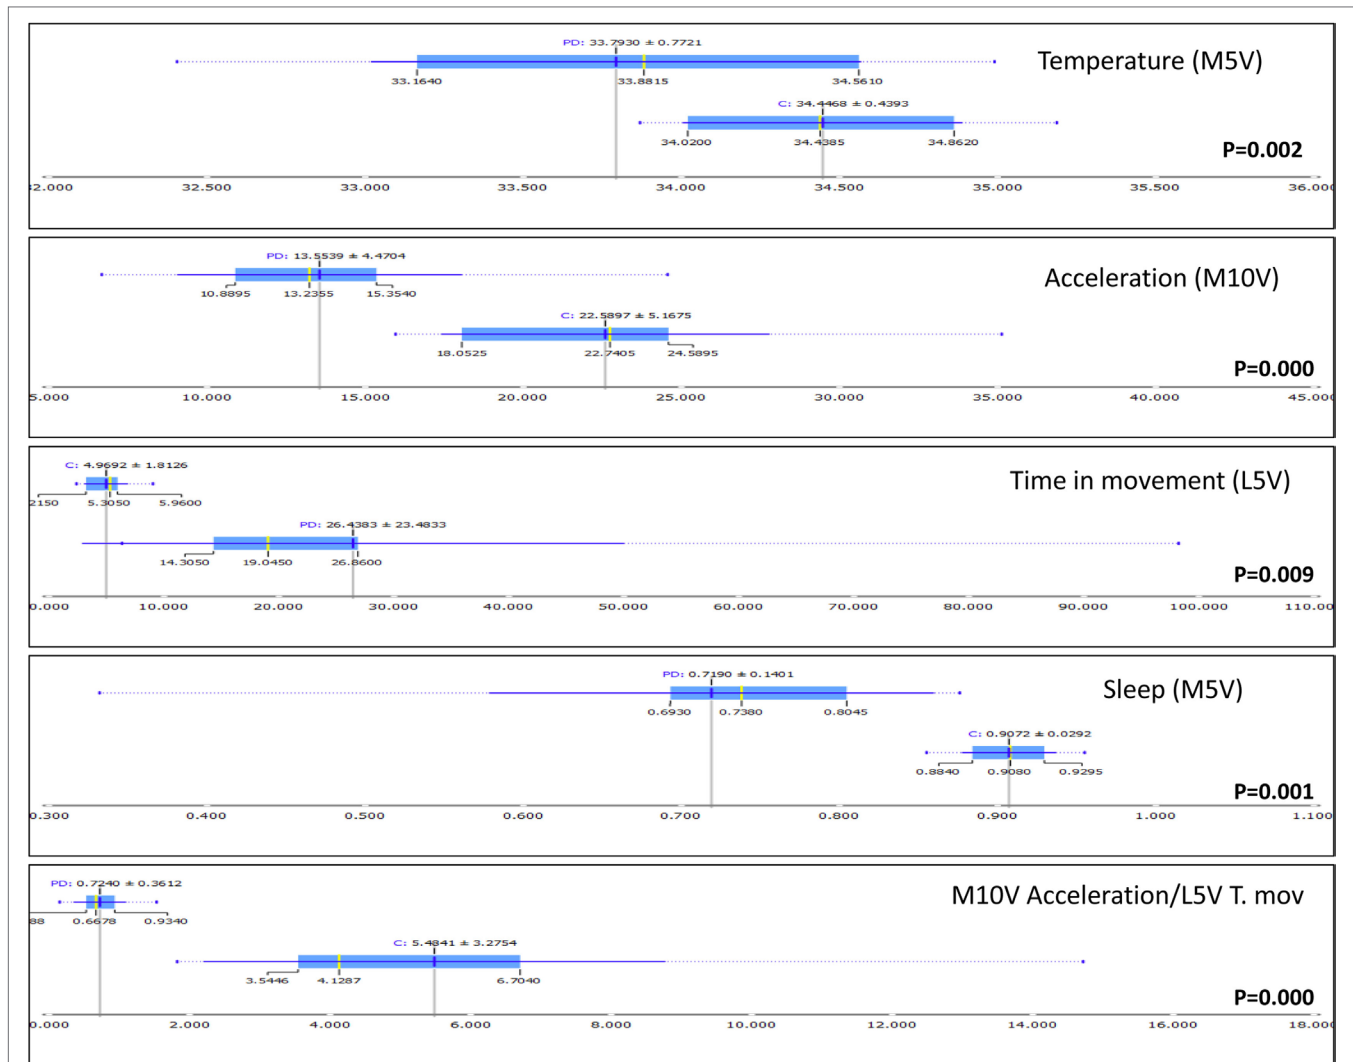 PD: 33.7930 ± 0.7721
Temperature (M5V)
33.1640 33.8815 34.5610
C: 34.4468 ± 0.4393
34.0200 34.4385 34.8620
P=0.002
32.500 33.000 33.500 34.000 34.500 35.000 35.500
PD: 13.5539 ± 4.4704
Acceleration (M10V)
10.8895 13.2355 15.3540
C: 22.5897 ± 5.1675
18.0525 22.7405 24.5895
P=0.000
5.000 10.000 15.000 20.000 25.000 30.000 35.000 40.000
C: 4.9692 ± 1.8126
Time in movement (L5V)
2150 5.3050 5.9600
PD: 26.4383 ± 23.4833
14.3050 19.0450 26.8600
P=0.009
0.000 10.000 20.000 30.000 40.000 50.000 60.000 70.000 80.000 90.000 100.000
PD: 0.7190 ± 0.1401
Sleep (M5V)
0.6930 0.7380 0.8045
C: 0.9072 ± 0.0292
0.8840 0.9080 0.9295
P=0.001
0.300 0.400 0.500 0.600 0.700 0.800 0.900 1.000
PD: 0.7240 ± 0.3612
M10V Acceleration/L5V T. mov
88 0.6678 0.9340
C: 5.4841 ± 3.2754
3.5446 4.1287 6.7040
P=0.000
0.000 2.000 4.000 6.000 8.000 10.000 12.000 14.000 16.000